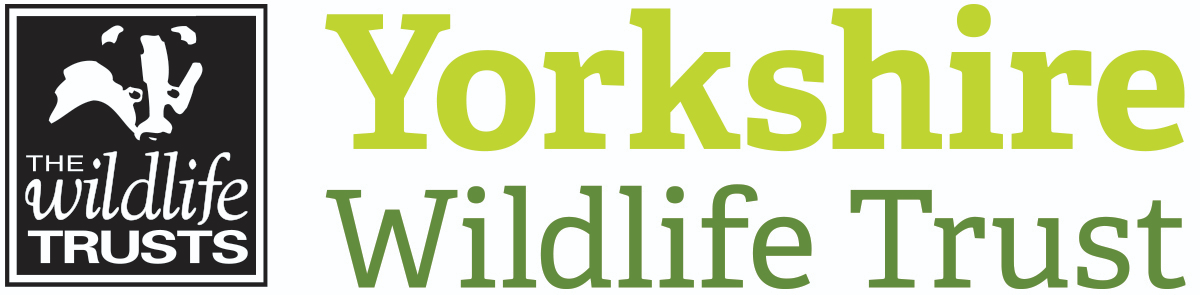 THE
wildlife
TRUSTS
Yorkshire
Wildlife Trust